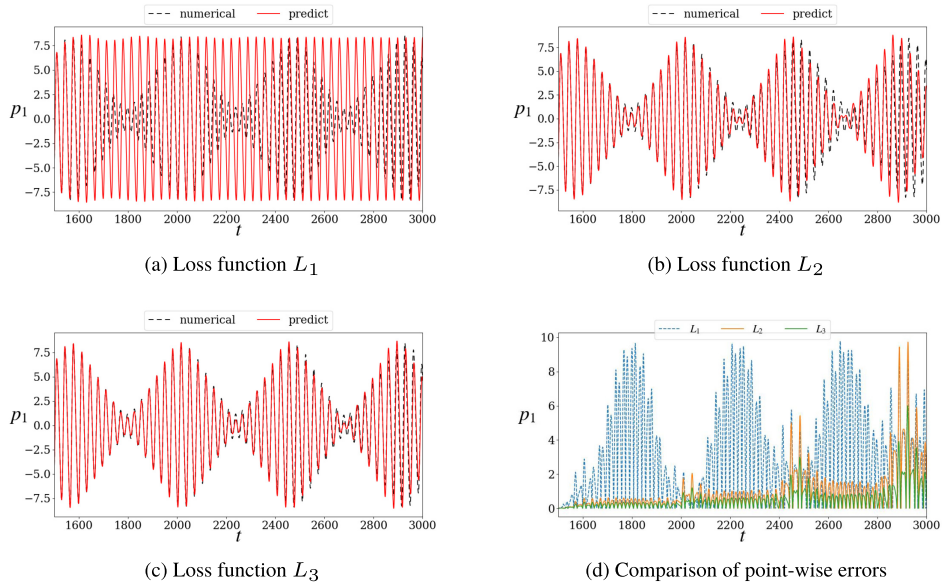 numerical predict
7.5
5.0
2.5
p1
0.0
−2.5
−5.0
−7.5
1600 1800 2000 2200 2400 2600 2800 3000
t
(a) Loss function L1
numerical predict
7.5
5.0
2.5
p1
0.0
−2.5
−5.0
−7.5
1600 1800 2000 2200 2400 2600 2800 3000
t
(b) Loss function L2
numerical predict
7.5
5.0
2.5
p1
0.0
−2.5
−5.0
−7.5
1600 1800 2000 2200 2400 2600 2800 3000
t
(c) Loss function L3
L1 L2 L3
10
8
6
p1
4
2
0
1600 1800 2000 2200 2400 2600 2800 3000
t
(d) Comparison of point-wise errors